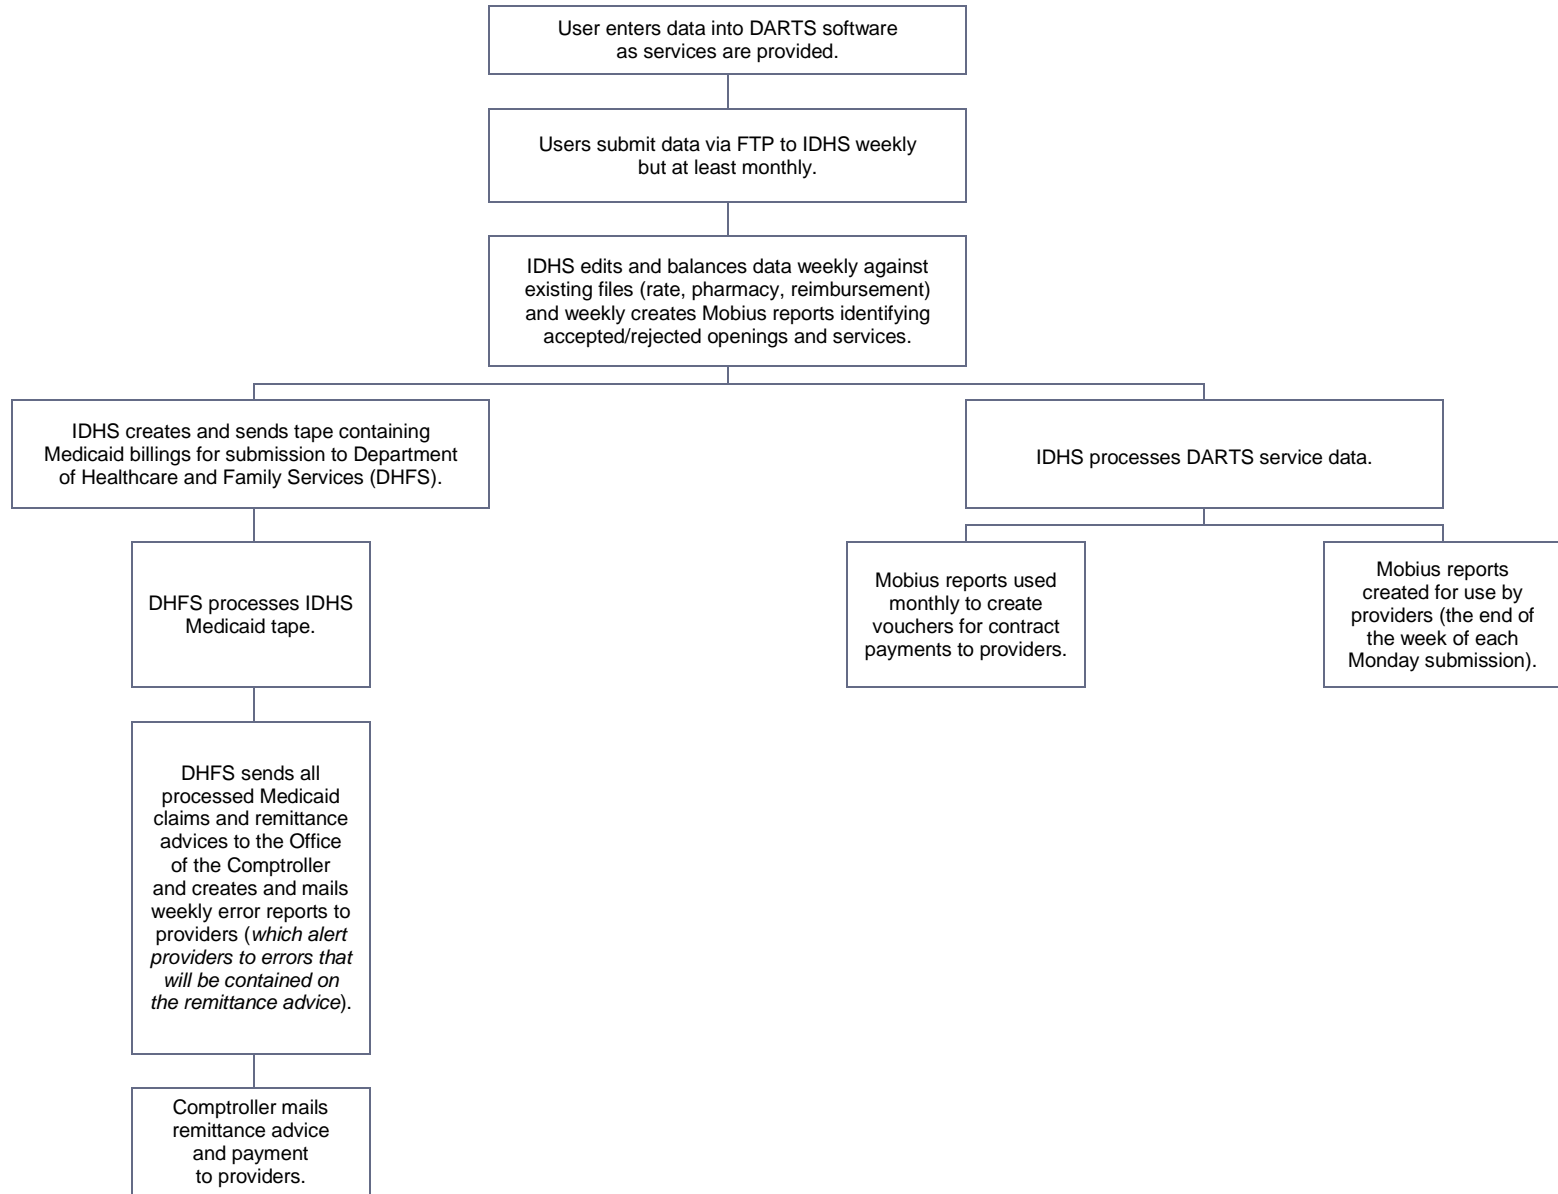 User enters data into DARTS software
as services are provided.
Users submit data via FTP to IDHS weekly
but at least monthly.
IDHS edits and balances data weekly against
existing files (rate, pharmacy, reimbursement)
and weekly creates Mobius reports identifying
accepted/rejected openings and services.
IDHS creates and sends tape containing
Medicaid billings for submission to Department
of Healthcare and Family Services (DHFS).
IDHS processes DARTS service data.
DHFS processes IDHS
Medicaid tape.
Mobius reports used
monthly to create
vouchers for contract
payments to providers.
Mobius reports
created for use by
providers (the end of
the week of each
Monday submission).
DHFS sends all
processed Medicaid
claims and remittance
advices to the Office
of the Comptroller
and creates and mails
weekly error reports to
providers (which alert
providers to errors that
will be contained on
the remittance advice).
Comptroller mails
remittance advice
and payment
to providers.